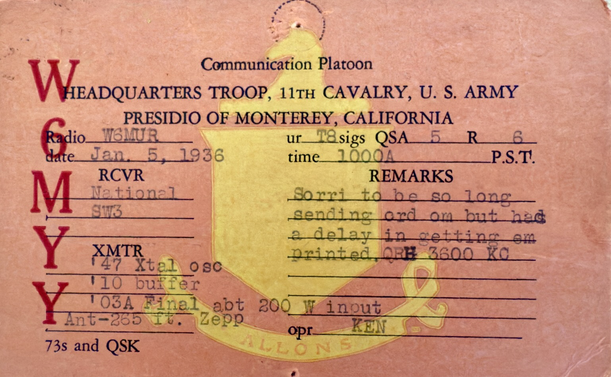 Communication Platoon
HEADQUARTERS TROOP, 11TH CAVALRY, U. S. ARMY
PRESIDIO OF MONTEREY, CALIFORNIA
W6MYY
Radio W6MUR ur T8 sigs QSA 5 R 6
date Jan. 5, 1936 time 1000A P.S.T.
RCVR
National
SW3
XMTR
'47 Xtal osc
'10 buffer
'03A Final abt 200 W input
Ant-265 ft. Zepp
73s and QSK
REMARKS
Sorri to be so long
sending crd om but had
a delay in getting em
printed, QRH 3600 KC
opr KEN
ALLONS